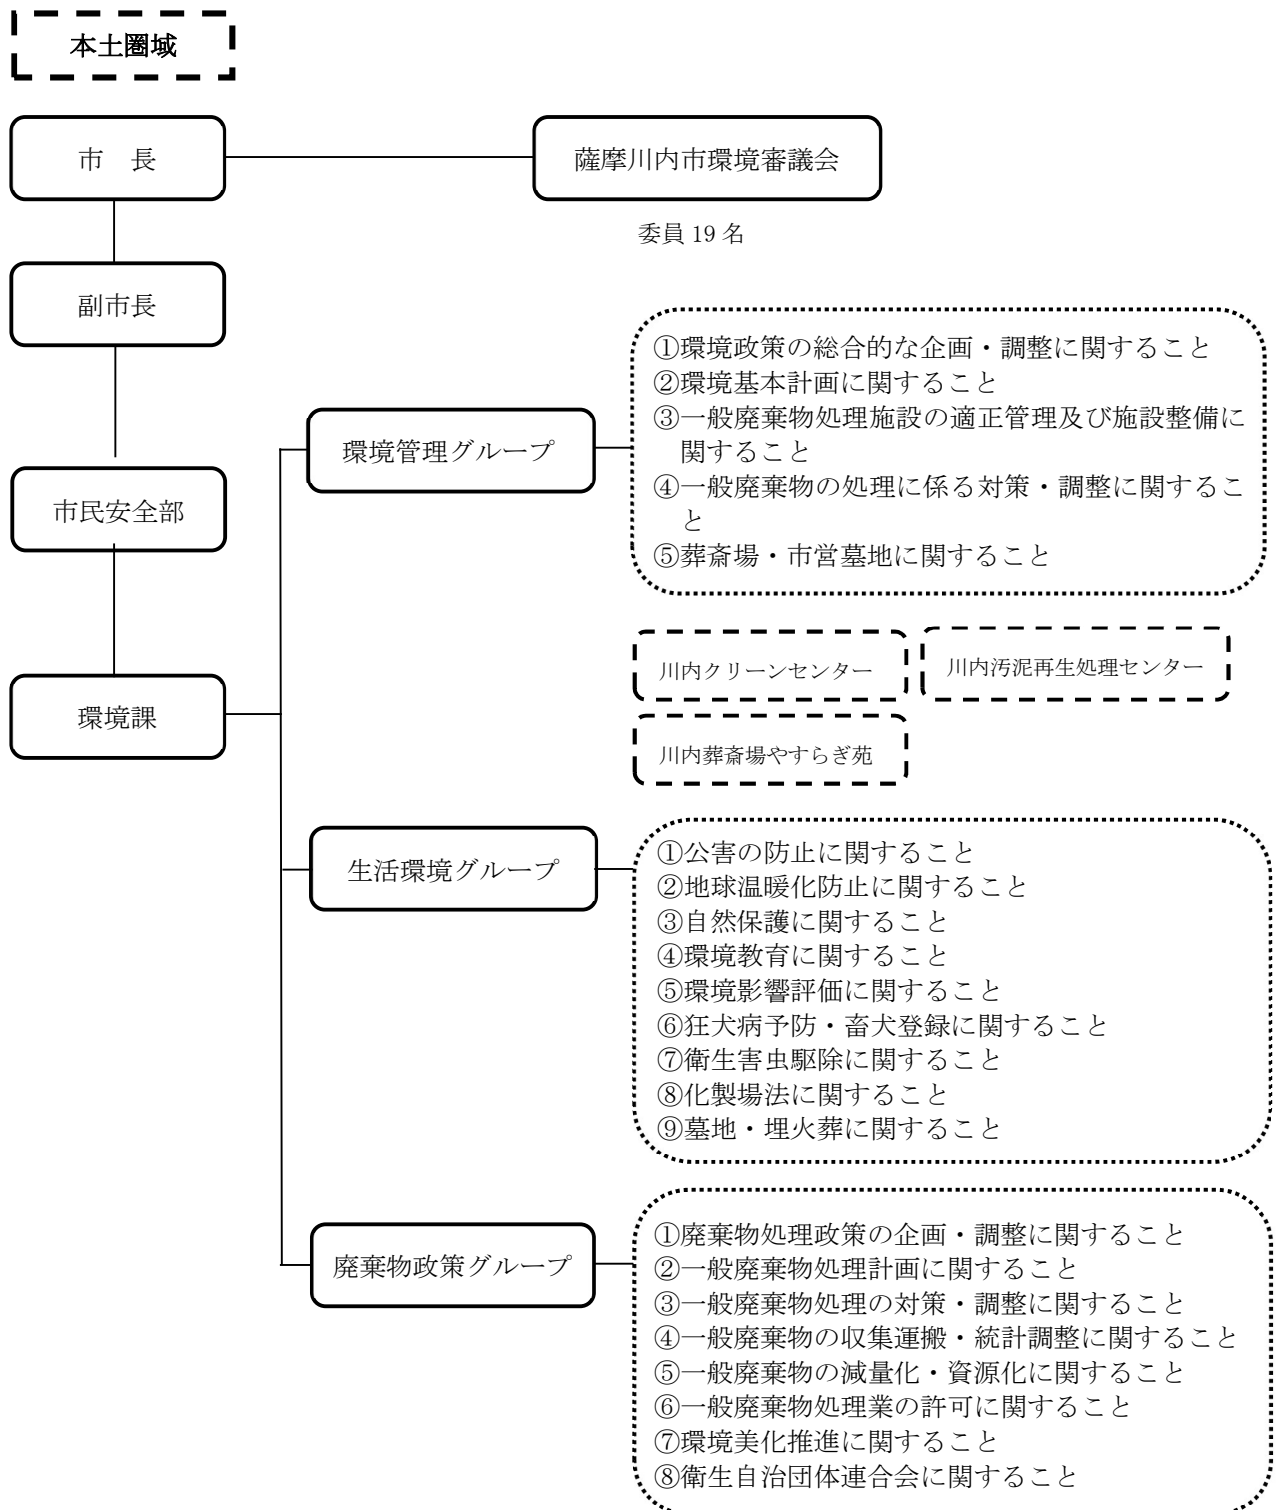 本土圏域
市　長
薩摩川内市環境審議会
委員 19 名
副市長
市民安全部
環境課
環境管理グループ
①環境政策の総合的な企画・調整に関すること
②環境基本計画に関すること
③一般廃棄物処理施設の適正管理及び施設整備に
関すること
④一般廃棄物の処理に係る対策・調整に関するこ
と
⑤葬斎場・市営墓地に関すること
川内クリーンセンター
川内汚泥再生処理センター
川内葬斎場やすらぎ苑
生活環境グループ
①公害の防止に関すること
②地球温暖化防止に関すること
③自然保護に関すること
④環境教育に関すること
⑤環境影響評価に関すること
⑥狂犬病予防・畜犬登録に関すること
⑦衛生害虫駆除に関すること
⑧化製場法に関すること
⑨墓地・埋火葬に関すること
廃棄物政策グループ
①廃棄物処理政策の企画・調整に関すること
②一般廃棄物処理計画に関すること
③一般廃棄物処理の対策・調整に関すること
④一般廃棄物の収集運搬・統計調整に関すること
⑤一般廃棄物の減量化・資源化に関すること
⑥一般廃棄物処理業の許可に関すること
⑦環境美化推進に関すること
⑧衛生自治団体連合会に関すること